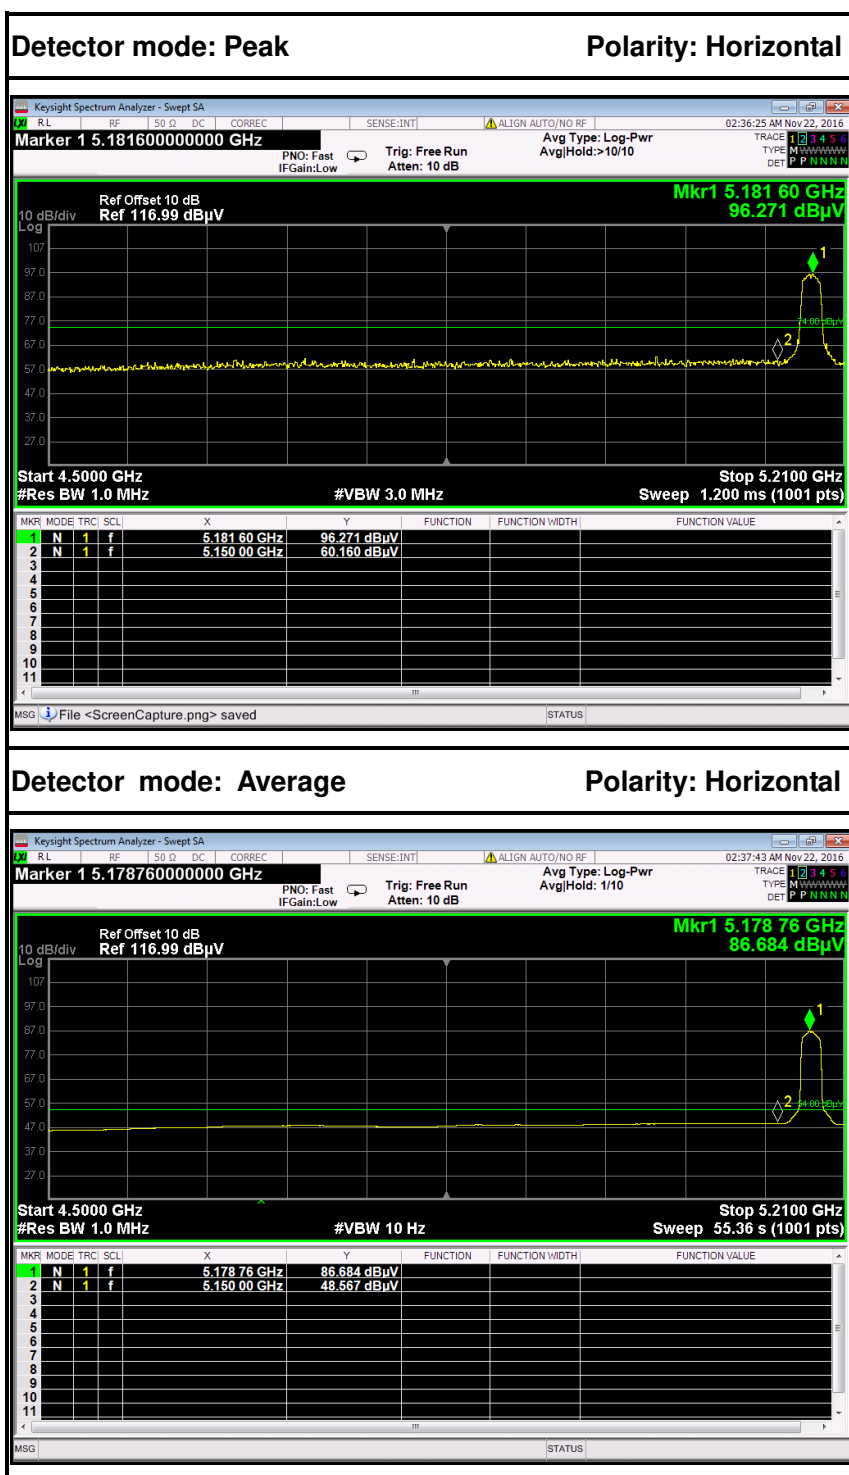 Detector mode: Peak Polarity: Horizontal
Keysight Spectrum Analyzer - Swept SA
LXI RL RF 50 Ω DC CORREC SENSE:INT ALIGN AUTO/NO RF 02:36:25 AM Nov 22, 2016
Marker 1 5.181600000000 GHz
PNO: Fast
IFGain:Low
Trig: Free Run
Atten: 10 dB
Avg Type: Log-Pwr
Avg|Hold:>10/10
TRACE 1 2 3 4 5 6
TYPE M WWWWW
DET P P N N N N
Mkr1 5.181 60 GHz
96.271 dBµV
Ref Offset 10 dB
10 dB/div Ref 116.99 dBµV
Log
107
97.0
87.0
77.0
67.0
57.0
47.0
37.0
27.0
1
74.00 dBµV
2
Start 4.5000 GHz Stop 5.2100 GHz
#Res BW 1.0 MHz #VBW 3.0 MHz Sweep 1.200 ms (1001 pts)
MKR MODE TRC SCL X Y FUNCTION FUNCTION WIDTH FUNCTION VALUE
1 N 1 f 5.181 60 GHz 96.271 dBµV
2 N 1 f 5.150 00 GHz 60.160 dBµV
3
4
5
6
7
8
9
10
11
MSG File <ScreenCapture.png> saved STATUS
Detector mode: Average Polarity: Horizontal
Keysight Spectrum Analyzer - Swept SA
LXI RL RF 50 Ω DC CORREC SENSE:INT ALIGN AUTO/NO RF 02:37:43 AM Nov 22, 2016
Marker 1 5.178760000000 GHz
PNO: Fast
IFGain:Low
Trig: Free Run
Atten: 10 dB
Avg Type: Log-Pwr
Avg|Hold: 1/10
TRACE 1 2 3 4 5 6
TYPE M WWWWW
DET P P N N N N
Mkr1 5.178 76 GHz
86.684 dBµV
Ref Offset 10 dB
10 dB/div Ref 116.99 dBµV
Log
107
97.0
87.0
77.0
67.0
57.0
47.0
37.0
27.0
1
2
54.00 dBµV
Start 4.5000 GHz Stop 5.2100 GHz
#Res BW 1.0 MHz #VBW 10 Hz Sweep 55.36 s (1001 pts)
MKR MODE TRC SCL X Y FUNCTION FUNCTION WIDTH FUNCTION VALUE
1 N 1 f 5.178 76 GHz 86.684 dBµV
2 N 1 f 5.150 00 GHz 48.567 dBµV
3
4
5
6
7
8
9
10
11
MSG STATUS